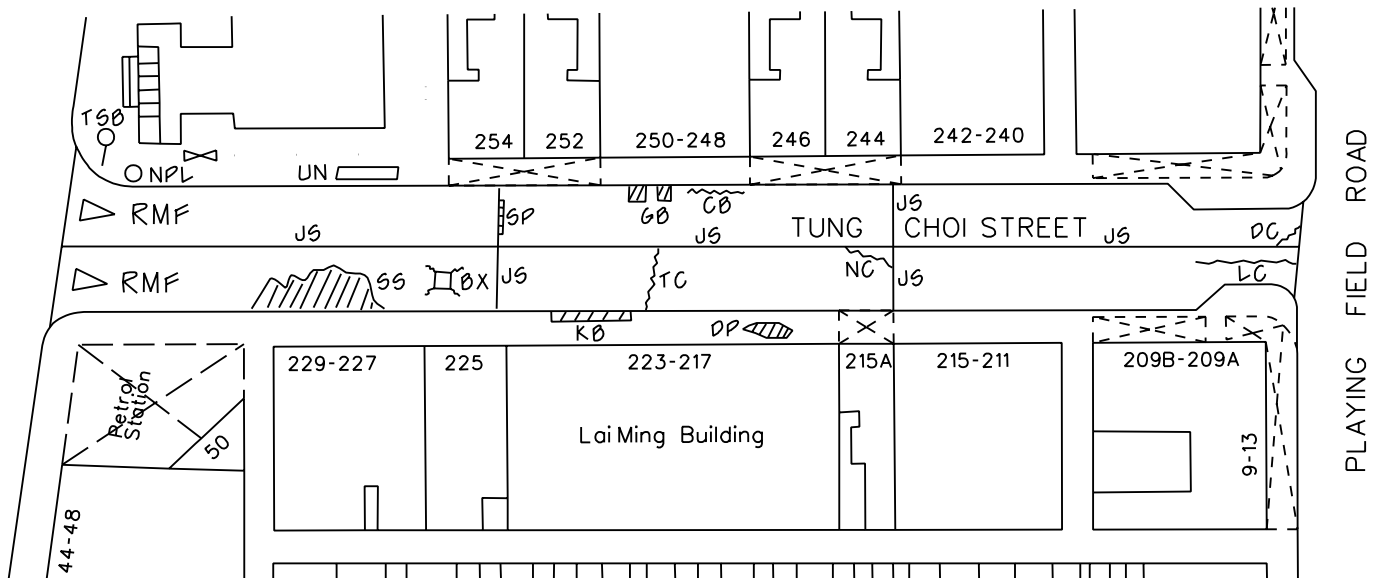 TSB
NPL
UN
254
252
250-248
246
244
242-240
RMF
SP
GB
CB
JS
TUNG CHOI STREET
JS
JS
JS
DC
PLAYING FIELD ROAD
RMF
SS
BX
JS
TC
NC
JS
LC
KB
DP
229-227
225
223-217
215A
215-211
209B-209A
Petrol
Station
50
Lai Ming Building
9-13
44-48